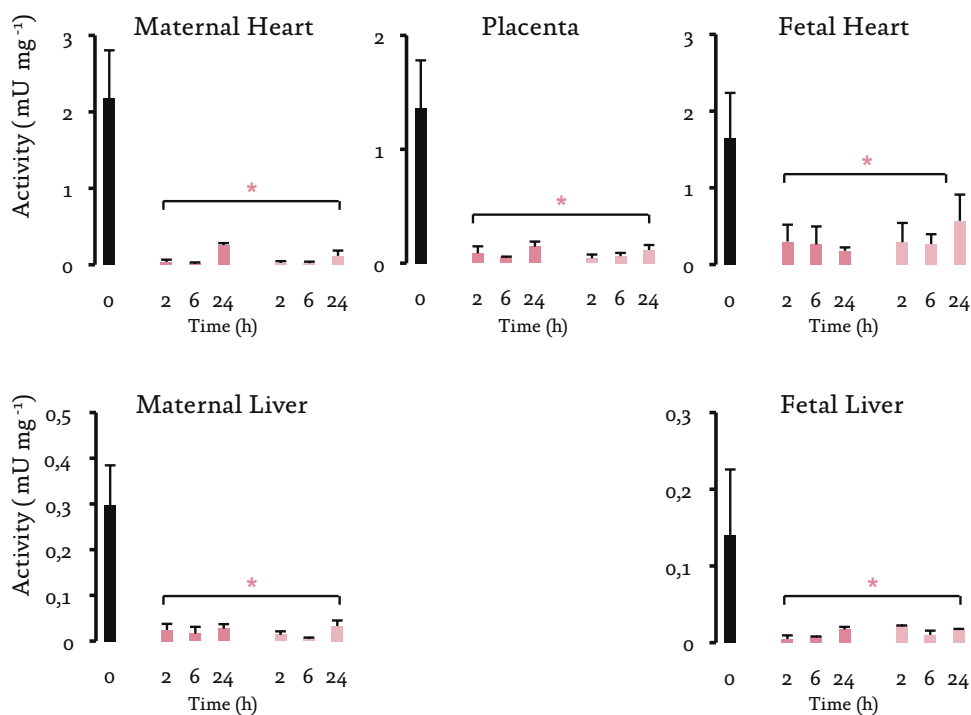 Maternal Heart
Activity ( mU mg⁻¹)
3
2
1
0
*
0 2 6 24 2 6 24
Time (h)
Placenta
2
1
0
*
0 2 6 24 2 6 24
Time (h)
Fetal Heart
3
2
1
0
*
0 2 6 24 2 6 24
Time (h)
Maternal Liver
Activity ( mU mg⁻¹)
0,5
0,4
0,3
0,2
0,1
0
*
0 2 6 24 2 6 24
Time (h)
Fetal Liver
0,3
0,2
0,1
0
*
0 2 6 24 2 6 24
Time (h)